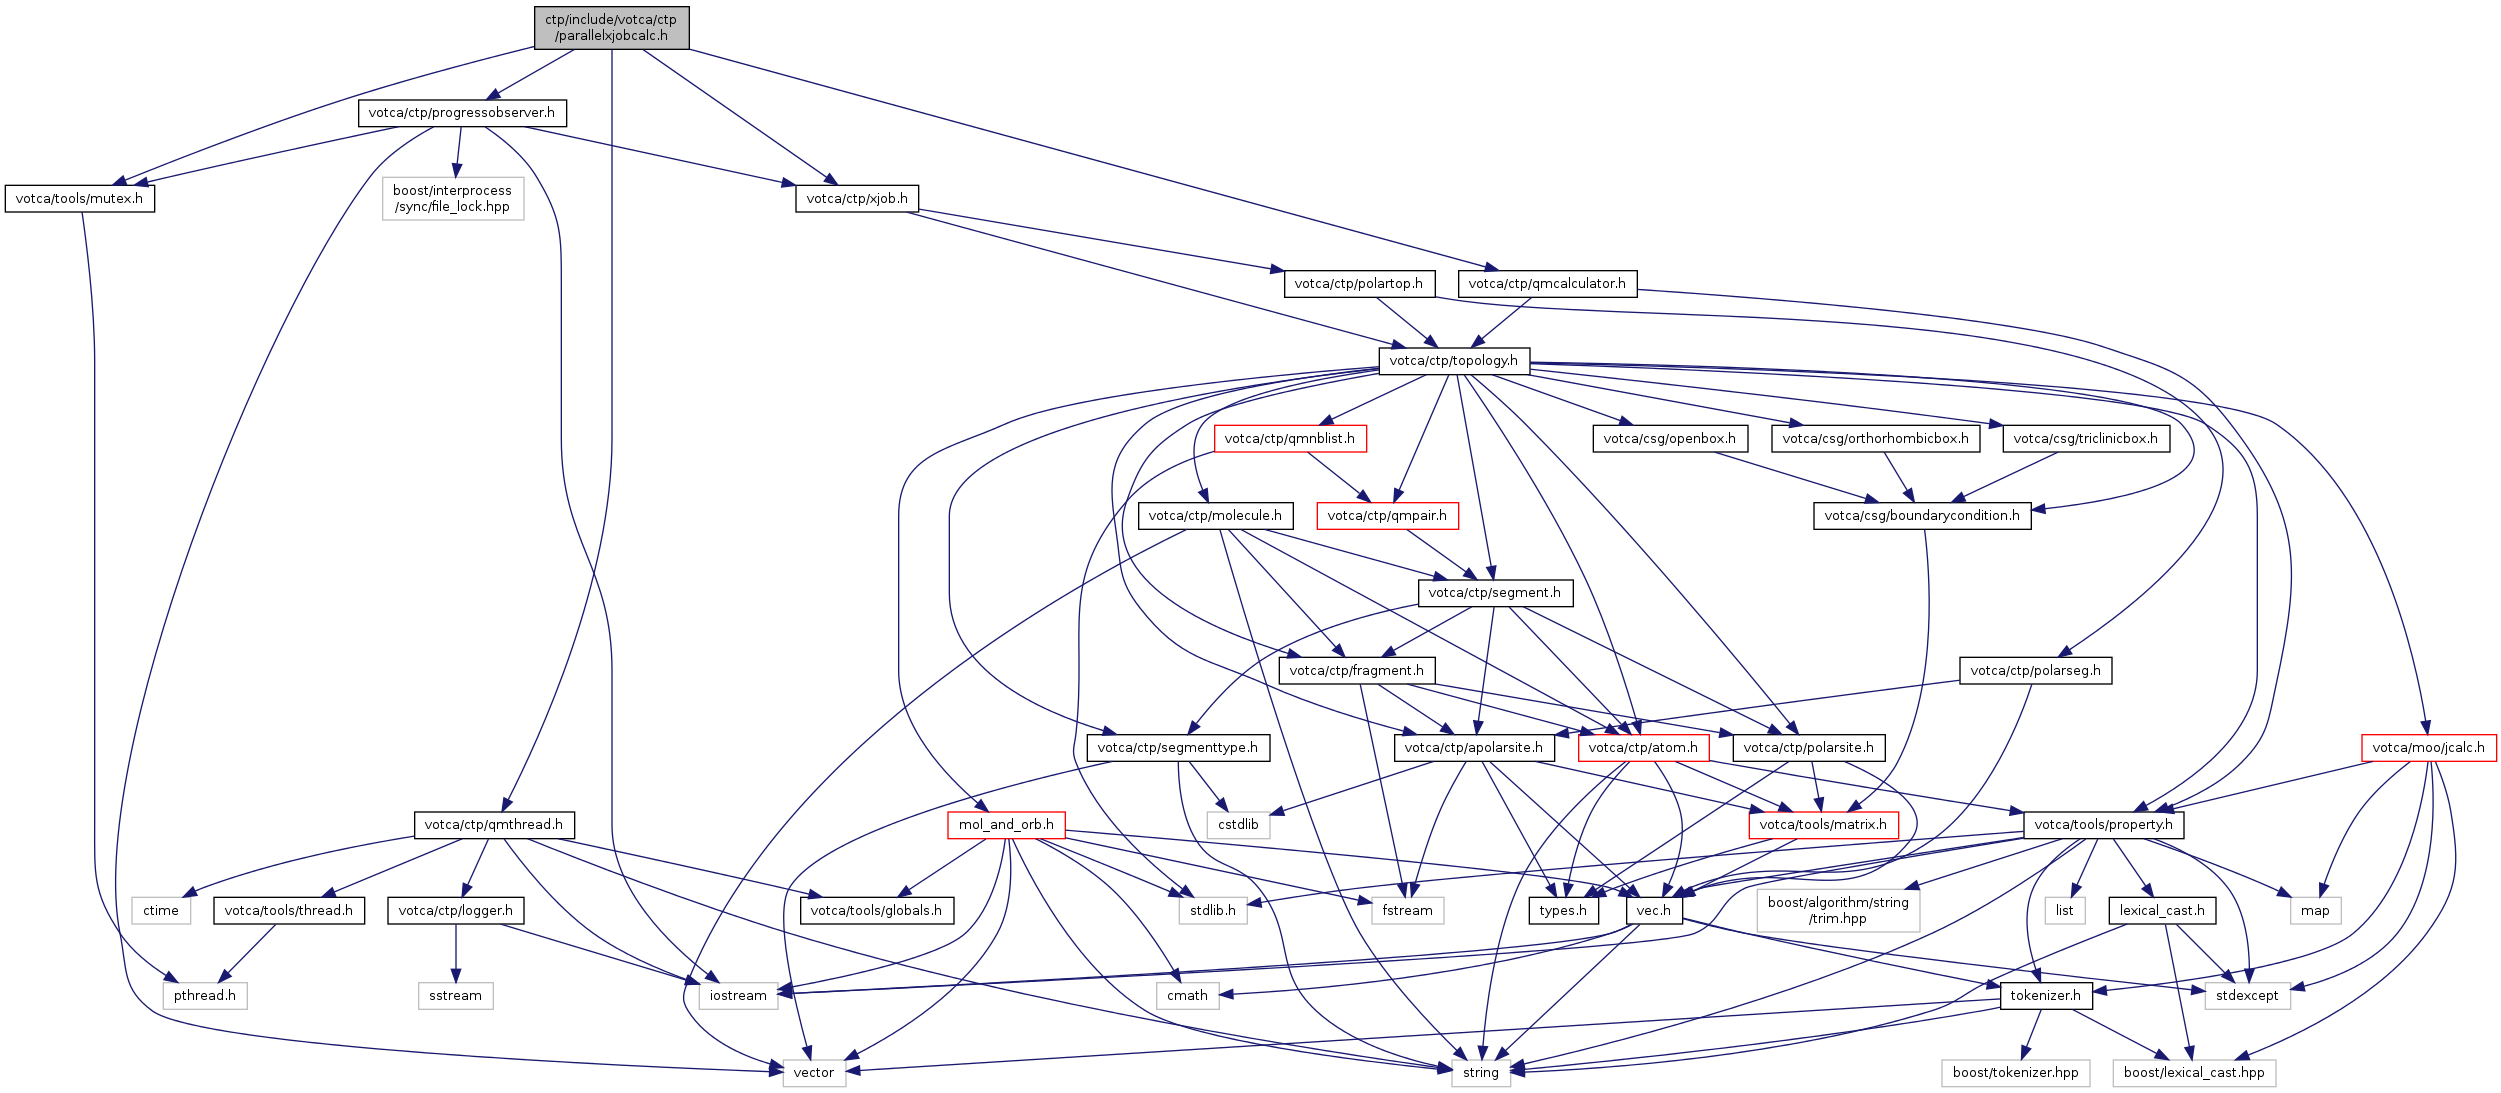 ctp/include/votca/ctp
/parallelxjobcalc.h
votca/ctp/progressobserver.h
votca/tools/mutex.h
boost/interprocess
/sync/file_lock.hpp
votca/ctp/xjob.h
votca/ctp/polartop.h
votca/ctp/qmcalculator.h
votca/ctp/topology.h
votca/ctp/qmnblist.h
votca/csg/openbox.h
votca/csg/orthorhombicbox.h
votca/csg/triclinicbox.h
votca/ctp/molecule.h
votca/ctp/qmpair.h
votca/csg/boundarycondition.h
votca/ctp/segment.h
votca/ctp/fragment.h
votca/ctp/polarseg.h
votca/ctp/segmenttype.h
votca/ctp/apolarsite.h
votca/ctp/atom.h
votca/ctp/polarsite.h
votca/moo/jcalc.h
votca/ctp/qmthread.h
mol_and_orb.h
cstdlib
votca/tools/matrix.h
votca/tools/property.h
ctime
votca/tools/thread.h
votca/ctp/logger.h
votca/tools/globals.h
stdlib.h
fstream
types.h
vec.h
boost/algorithm/string
/trim.hpp
list
lexical_cast.h
map
pthread.h
sstream
iostream
cmath
tokenizer.h
stdexcept
vector
string
boost/tokenizer.hpp
boost/lexical_cast.hpp